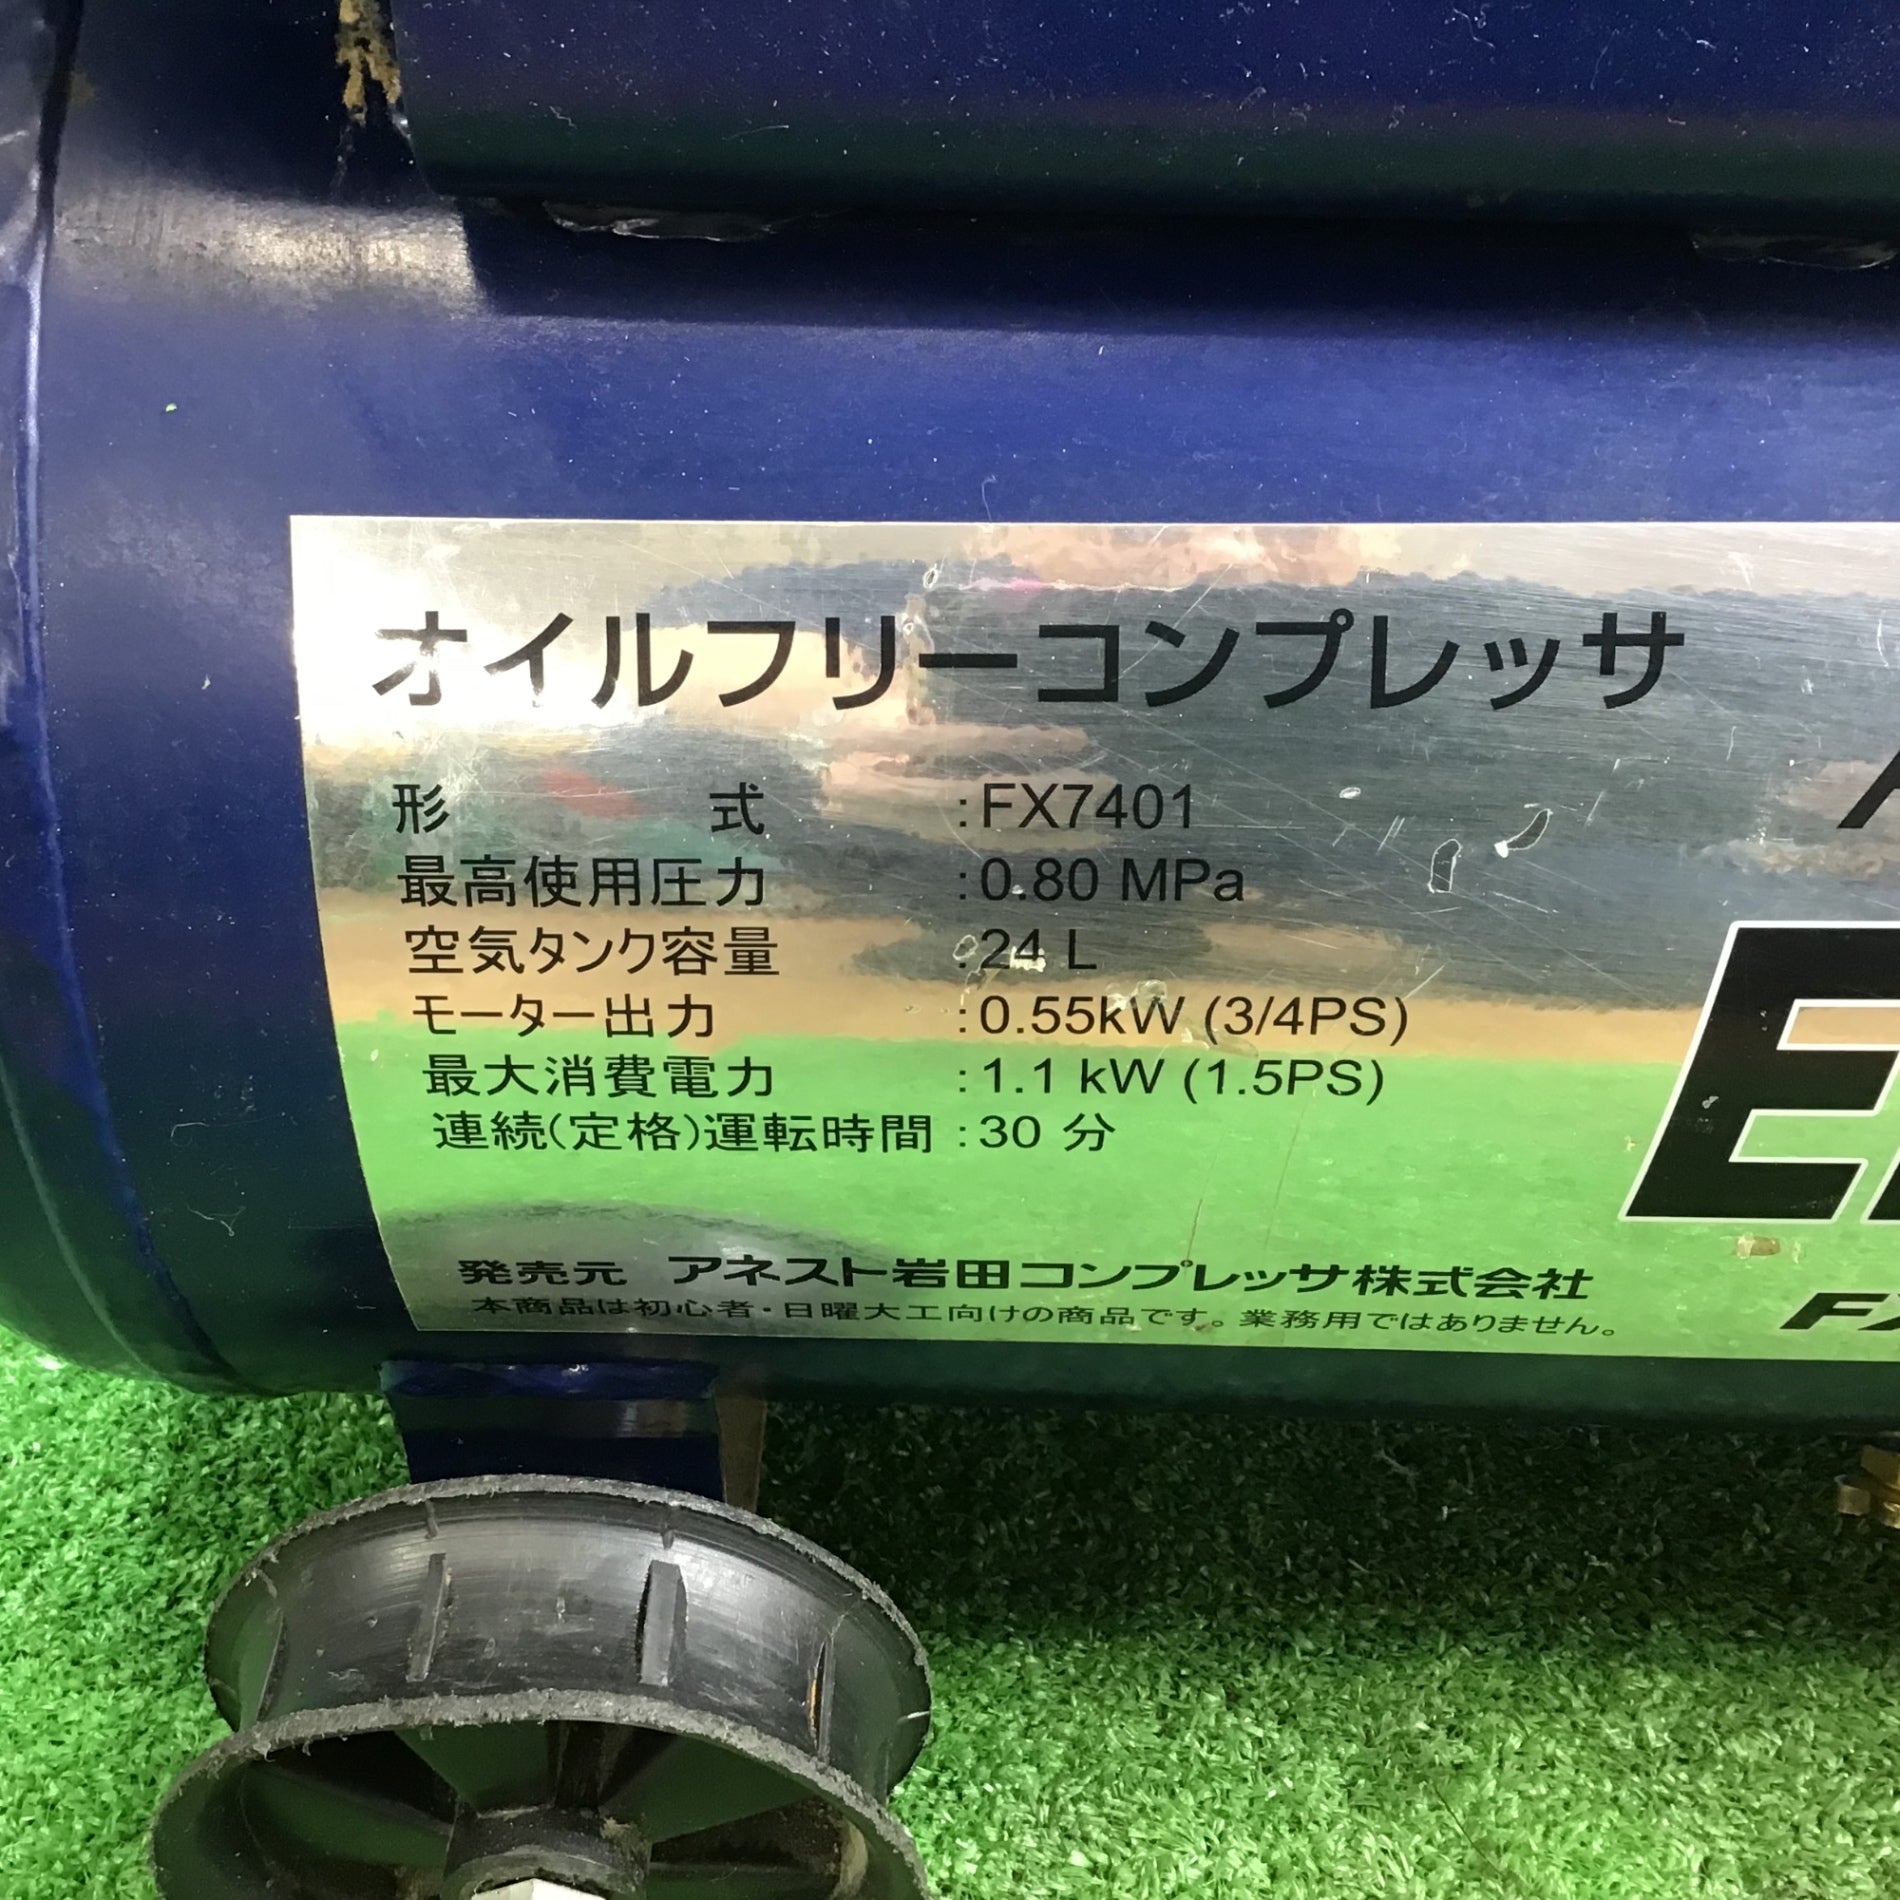 オイルフリーコンプレッサ
形 式 :FX7401
最高使用圧力 :0.80 MPa
空気タンク容量 :24 L
モーター出力 :0.55kW (3/4PS)
最大消費電力 :1.1 kW (1.5PS)
連続(定格)運転時間 :30 分
発売元 アネスト岩田コンプレッサ株式会社
本商品は初心者・日曜大工向けの商品です。業務用ではありません。